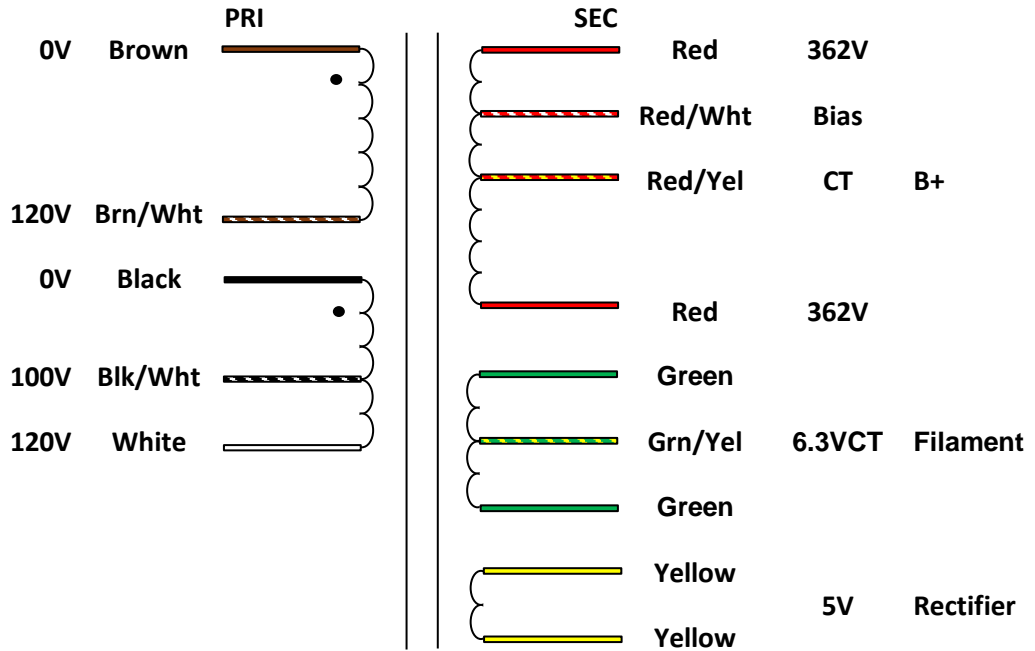 PRI SEC
0V Brown Red 362V
Red/Wht Bias
Red/Yel CT B+
120V Brn/Wht
0V Black
Red 362V
100V Blk/Wht Green
120V White Grn/Yel 6.3VCT Filament
Green
Yellow
5V Rectifier
Yellow